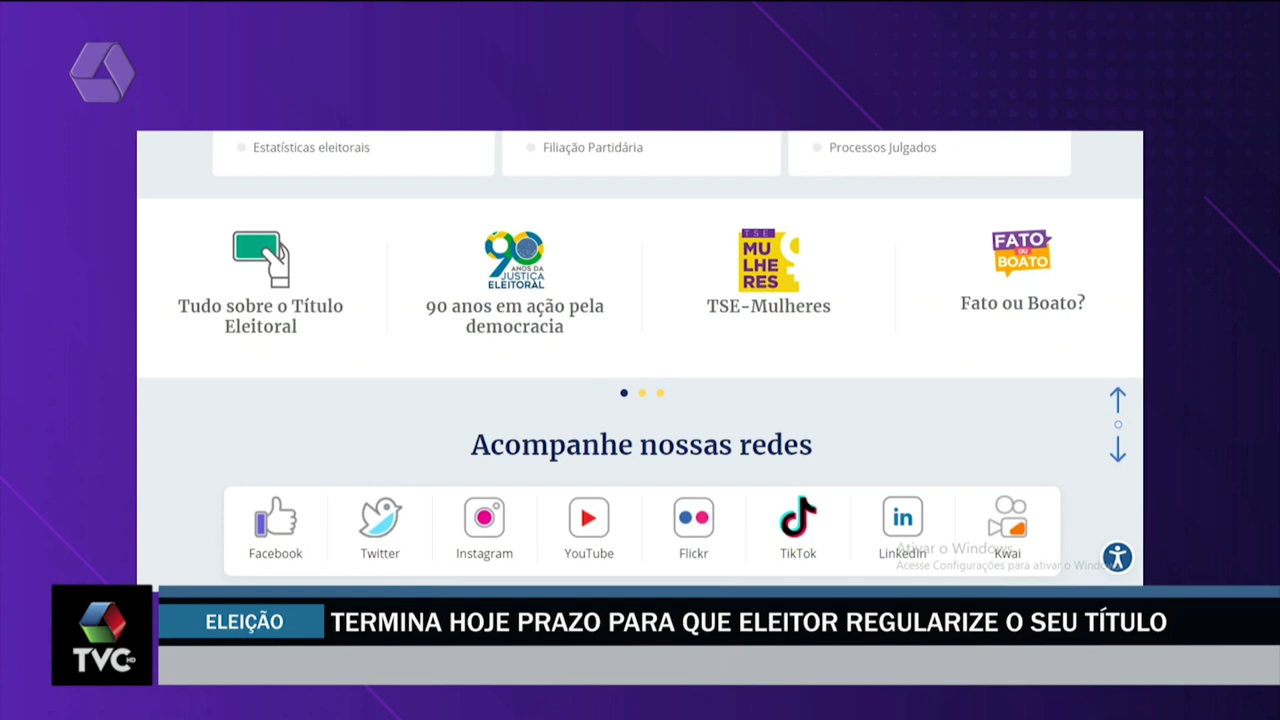 Estatísticas eleitorais
Filiação Partidária
Processos Julgados
TSE
MU
LHE
RES
FATO
OU
BOATO
90
ANOS DA
JUSTIÇA
ELEITORAL
Tudo sobre o Título
Eleitoral
90 anos em ação pela
democracia
TSE-Mulheres
Fato ou Boato?
Acompanhe nossas redes
in
Facebook
Twitter
Instagram
YouTube
Flickr
TikTok
LinkedIn
Kwai
Ativar o Windows
Acesse Configurações para ativar o Windows
ELEIÇÃO
TERMINA HOJE PRAZO PARA QUE ELEITOR REGULARIZE O SEU TÍTULO
TVC HD